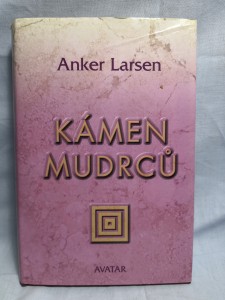 Anker Larsen
KÁMEN
MUDRCŮ
AVATAR